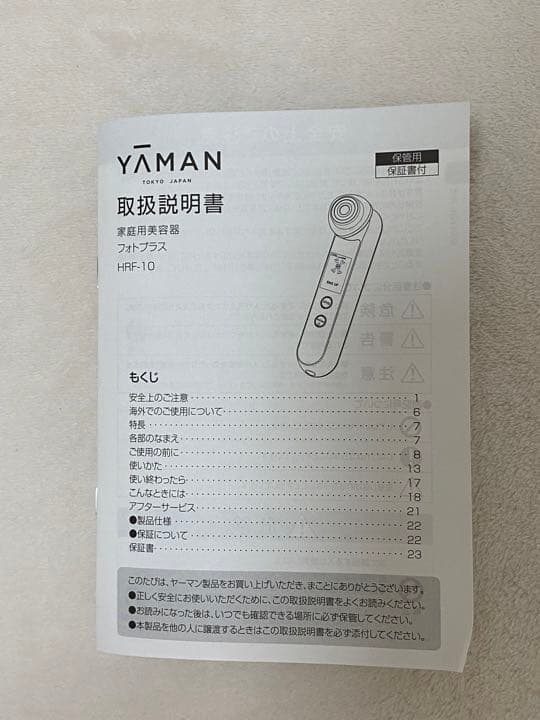 YĀMAN
TOKYO JAPAN
保管用
保証書付
取扱説明書
家庭用美容器
フォトプラス
HRF-10
もくじ
安全上のご注意 1
海外でのご使用について 6
特長 7
各部のなまえ 7
ご使用の前に 8
使いかた 13
使い終わったら 17
こんなときには 18
アフターサービス 21
●製品仕様 22
●保証について 22
保証書 23
このたびは、ヤーマン製品をお買い上げいただき、まことにありがとうございます。
●正しく安全にお使いいただくために、この取扱説明書をよくお読みください。
●お読みになった後は、いつでも確認できる場所に必ず保管してください。
●本製品を他の人に譲渡するときはこの取扱説明書を必ず添付してください。